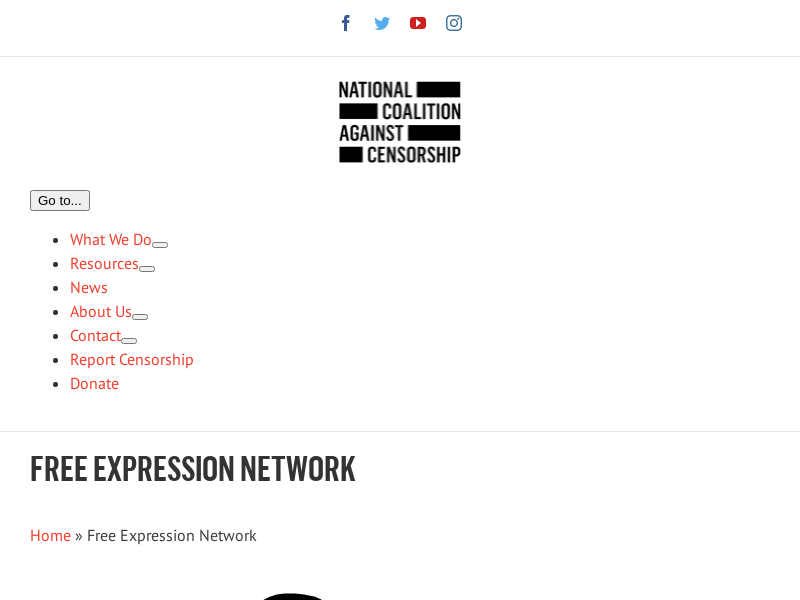 NATIONAL
COALITION
AGAINST
CENSORSHIP
Go to...
What We Do
Resources
News
About Us
Contact
Report Censorship
Donate
FREE EXPRESSION NETWORK
Home » Free Expression Network